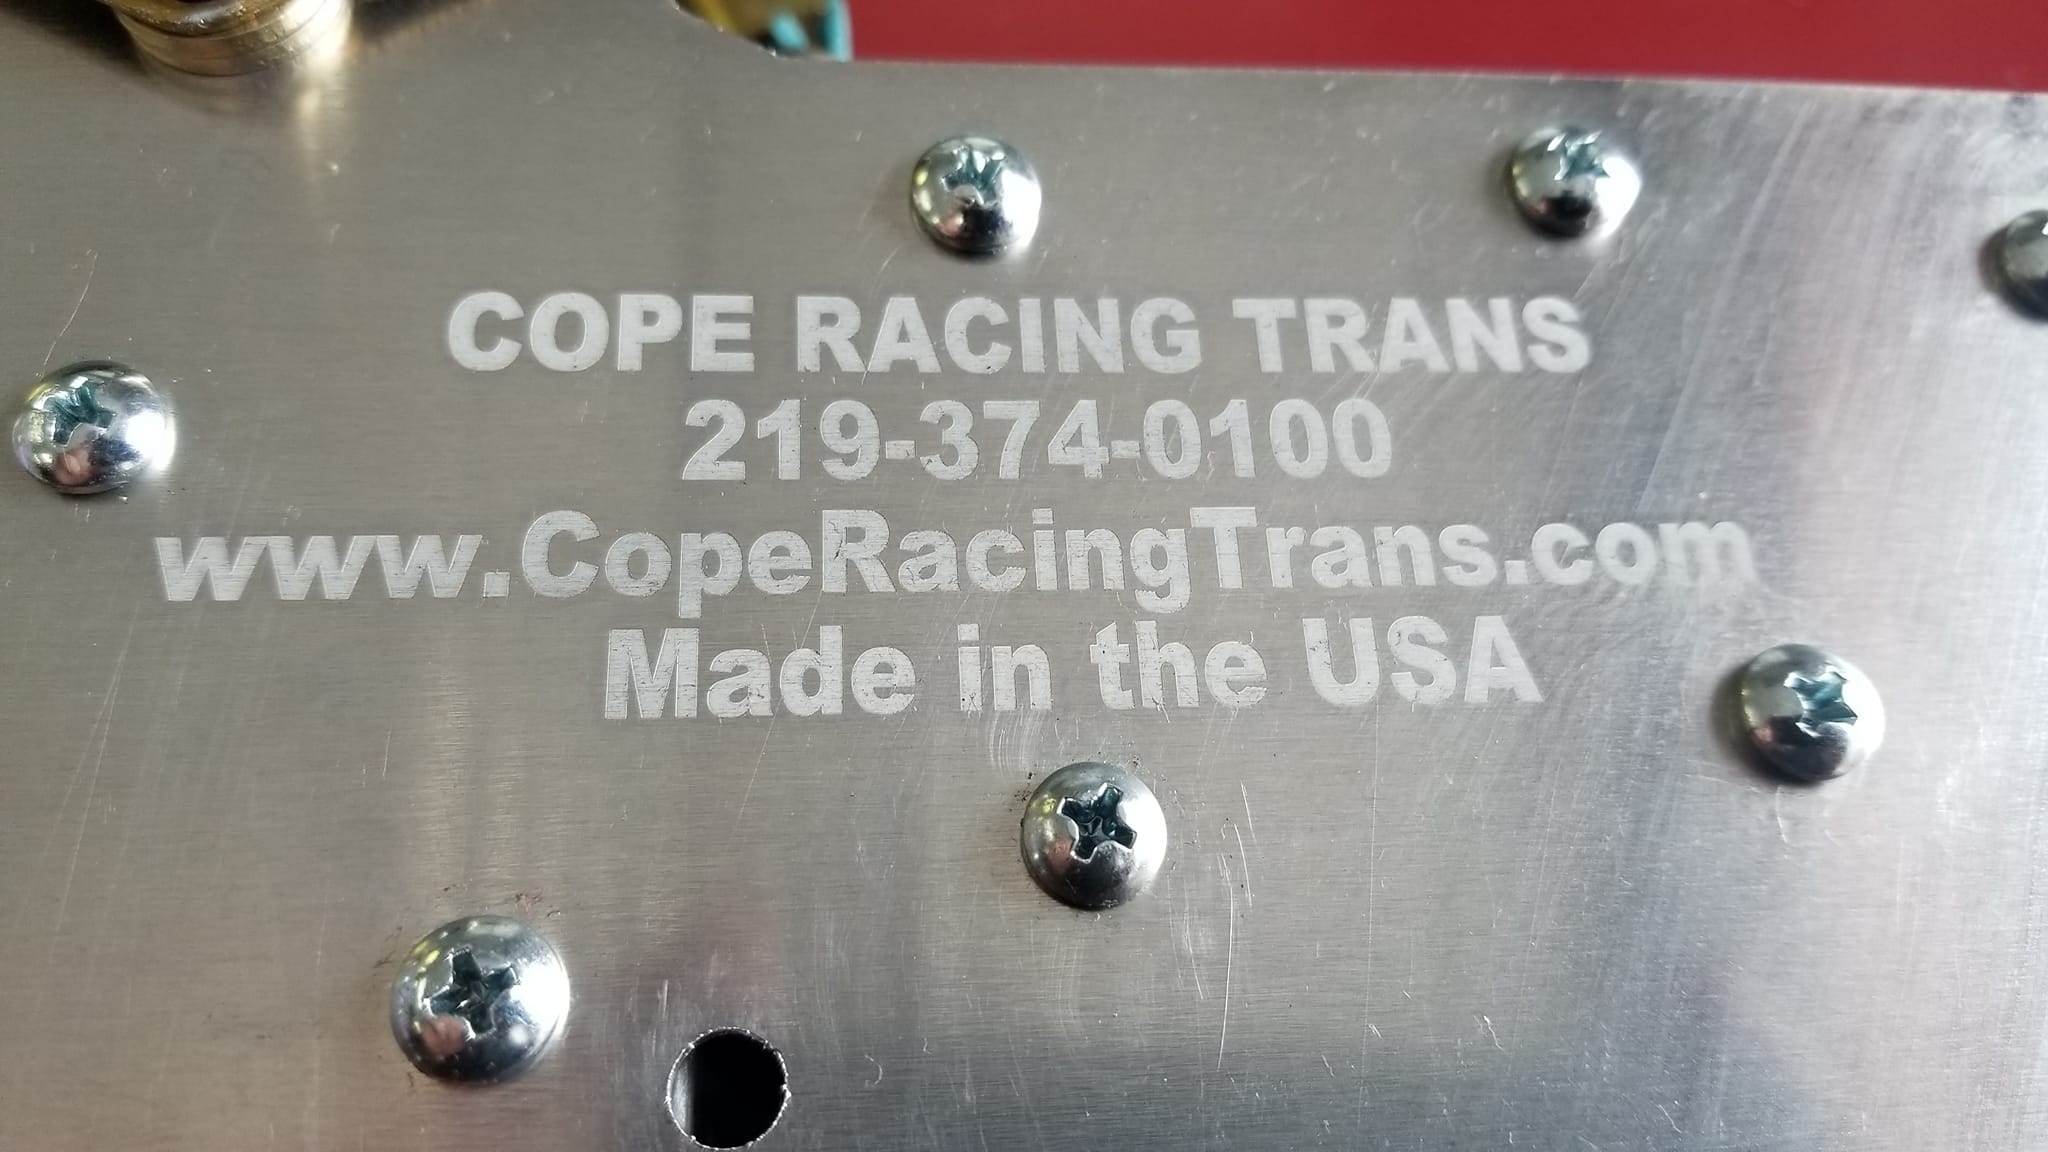 COPE RACING TRANS
219-374-0100
www.CopeRacingTrans.com
Made in the USA